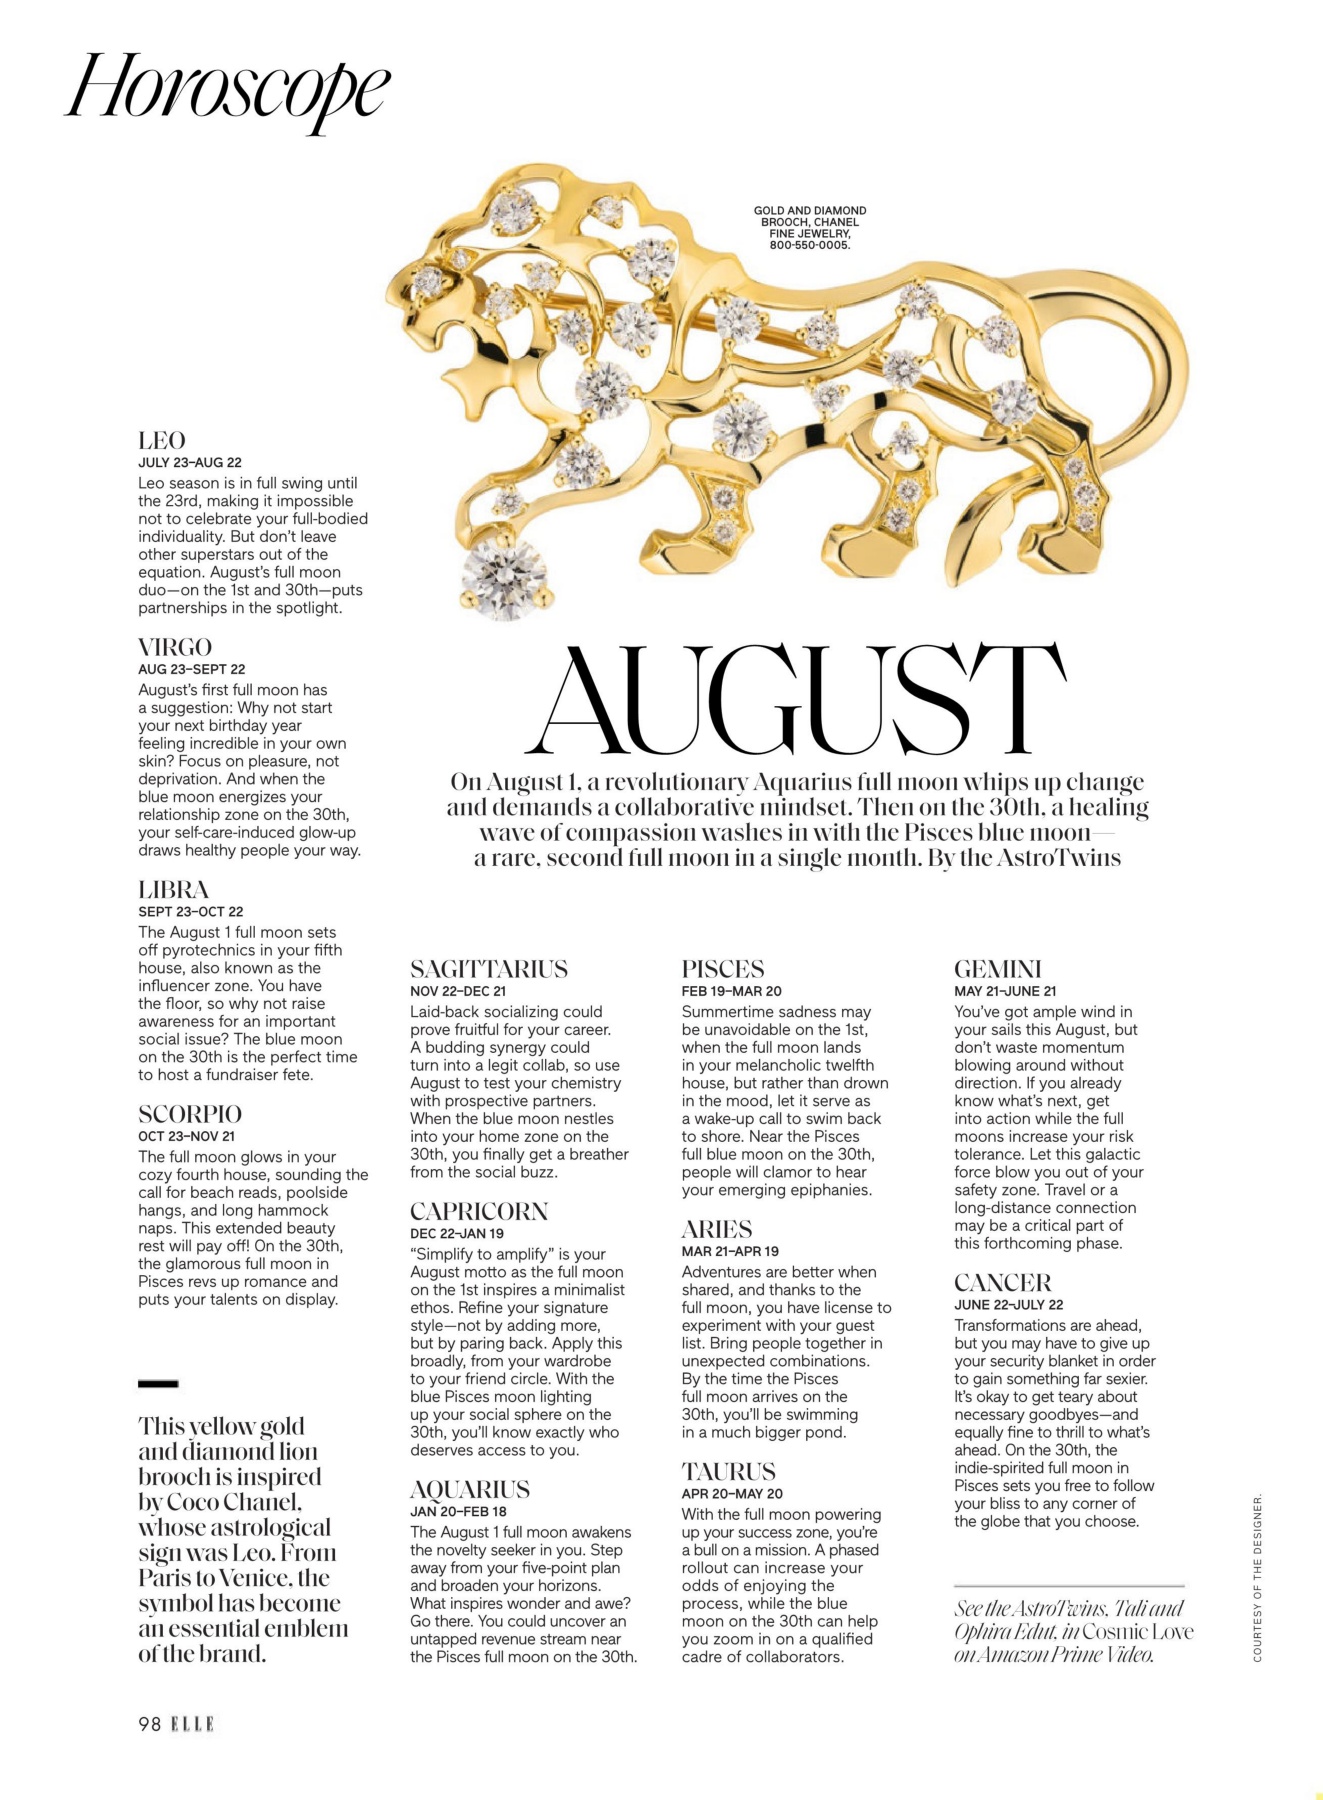 Horoscope
GOLD AND DIAMOND
BROOCH, CHANEL
FINE JEWELRY,
800-550-0005.
LEO
JULY 23–AUG 22
Leo season is in full swing until
the 23rd, making it impossible
not to celebrate your full-bodied
individuality. But don’t leave
other superstars out of the
equation. August’s full moon
duo—on the 1st and 30th—puts
partnerships in the spotlight.
VIRGO
AUG 23–SEPT 22
August’s first full moon has
a suggestion: Why not start
your next birthday year
feeling incredible in your own
skin? Focus on pleasure, not
deprivation. And when the
blue moon energizes your
relationship zone on the 30th,
your self-care-induced glow-up
draws healthy people your way.
LIBRA
SEPT 23–OCT 22
The August 1 full moon sets
off pyrotechnics in your fifth
house, also known as the
influencer zone. You have
the floor, so why not raise
awareness for an important
social issue? The blue moon
on the 30th is the perfect time
to host a fundraiser fete.
SCORPIO
OCT 23–NOV 21
The full moon glows in your
cozy fourth house, sounding the
call for beach reads, poolside
hangs, and long hammock
naps. This extended beauty
rest will pay off! On the 30th,
the glamorous full moon in
Pisces revs up romance and
puts your talents on display.
This yellow gold
and diamond lion
brooch is inspired
by Coco Chanel,
whose astrological
sign was Leo. From
Paris to Venice, the
symbol has become
an essential emblem
of the brand.
AUGUST
On August 1, a revolutionary Aquarius full moon whips up change
and demands a collaborative mindset. Then on the 30th, a healing
wave of compassion washes in with the Pisces blue moon—
a rare, second full moon in a single month. By the AstroTwins
SAGITTARIUS
NOV 22–DEC 21
Laid-back socializing could
prove fruitful for your career.
A budding synergy could
turn into a legit collab, so use
August to test your chemistry
with prospective partners.
When the blue moon nestles
into your home zone on the
30th, you finally get a breather
from the social buzz.
CAPRICORN
DEC 22–JAN 19
“Simplify to amplify” is your
August motto as the full moon
on the 1st inspires a minimalist
ethos. Refine your signature
style—not by adding more,
but by paring back. Apply this
broadly, from your wardrobe
to your friend circle. With the
blue Pisces moon lighting
up your social sphere on the
30th, you’ll know exactly who
deserves access to you.
AQUARIUS
JAN 20–FEB 18
The August 1 full moon awakens
the novelty seeker in you. Step
away from your five-point plan
and broaden your horizons.
What inspires wonder and awe?
Go there. You could uncover an
untapped revenue stream near
the Pisces full moon on the 30th.
PISCES
FEB 19–MAR 20
Summertime sadness may
be unavoidable on the 1st,
when the full moon lands
in your melancholic twelfth
house, but rather than drown
in the mood, let it serve as
a wake-up call to swim back
to shore. Near the Pisces
full blue moon on the 30th,
people will clamor to hear
your emerging epiphanies.
ARIES
MAR 21–APR 19
Adventures are better when
shared, and thanks to the
full moon, you have license to
experiment with your guest
list. Bring people together in
unexpected combinations.
By the time the Pisces
full moon arrives on the
30th, you’ll be swimming
in a much bigger pond.
TAURUS
APR 20–MAY 20
With the full moon powering
up your success zone, you’re
a bull on a mission. A phased
rollout can increase your
odds of enjoying the
process, while the blue
moon on the 30th can help
you zoom in on a qualified
cadre of collaborators.
GEMINI
MAY 21–JUNE 21
You’ve got ample wind in
your sails this August, but
don’t waste momentum
blowing around without
direction. If you already
know what’s next, get
into action while the full
moons increase your risk
tolerance. Let this galactic
force blow you out of your
safety zone. Travel or a
long-distance connection
may be a critical part of
this forthcoming phase.
CANCER
JUNE 22–JULY 22
Transformations are ahead,
but you may have to give up
your security blanket in order
to gain something far sexier.
It’s okay to get teary about
necessary goodbyes—and
equally fine to thrill to what’s
ahead. On the 30th, the
indie-spirited full moon in
Pisces sets you free to follow
your bliss to any corner of
the globe that you choose.
See the AstroTwins, Tali and
Ophira Edut, in Cosmic Love
on Amazon Prime Video.
COURTESY OF THE DESIGNER.
98 ELLE